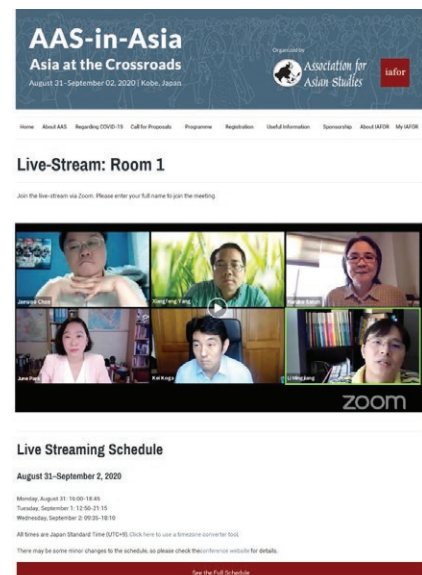 AAS-in-Asia
Asia at the Crossroads
August 31–September 02, 2020 | Kobe, Japan
Organized by
Association for
Asian Studies
iafor
Home About AAS Regarding COVID-19 Call for Proposals Programme Registration Useful Information Sponsorship About IAFOR My IAFOR
Live-Stream: Room 1
Join the live-stream via Zoom. Please enter your full name to join the meeting.
Xiangfeng Yang
June Park
Kei Koga
Li Mingjiang
zoom
Live Streaming Schedule
August 31–September 2, 2020
Monday, August 31: 15:00-18:45
Tuesday, September 1: 12:50-21:15
Wednesday, September 2: 09:35-18:10
All times are Japan Standard Time (UTC+9). Click here to use a timezone converter tool.
There may be some minor changes to the schedule, so please check the conference website for details.
See the Full Schedule